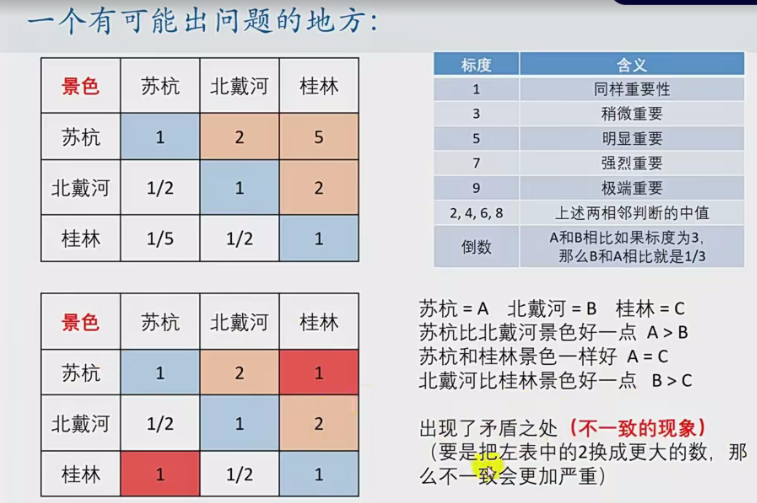 一个有可能出问题的地方:
景色 苏杭 北戴河 桂林
苏杭 1 2 5
北戴河 1/2 1 2
桂林 1/5 1/2 1
标度 含义
1 同样重要性
3 稍微重要
5 明显重要
7 强烈重要
9 极端重要
2, 4, 6, 8 上述两相邻判断的中值
倒数 A和B相比如果标度为3,
那么B和A相比就是1/3
景色 苏杭 北戴河 桂林
苏杭 1 2 1
北戴河 1/2 1 2
桂林 1 1/2 1
苏杭 = A 北戴河 = B 桂林 = C
苏杭比北戴河景色好一点 A > B
苏杭和桂林景色一样好 A = C
北戴河比桂林景色好一点 B > C
出现了矛盾之处（不一致的现象）
（要是把左表中的2换成更大的数，那
么不一致会更加严重）